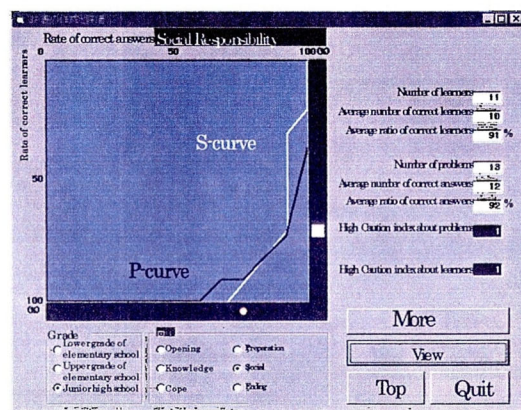 Rate of correct answers Social Responsibility
0 50 100 (%)
Rate of correct learners
50
100
(%)
S-curve
P-curve
Number of learners 11
Average number of correct learners 10
Average ratio of correct learners 91 %
Number of problems 13
Average number of correct answers 12
Average ratio of correct answers 92 %
High Caution index about problems 1
High Caution index about learners 1
Grade
Lower grade of
elementary school
Upper grade of
elementary school
Junior high school
Opening Preparation
Knowledge Social
Cope Ending
More
View
Top Quit